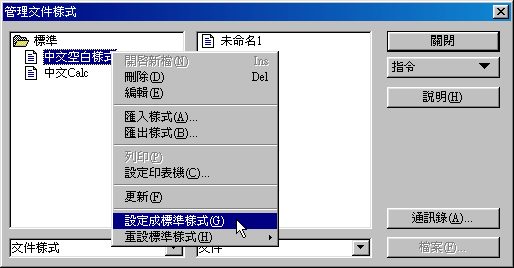 管理文件樣式
標準
中文空白樣式
中文Calc
未命名1
開啓新檔(N) Ins
刪除(D) Del
編輯(E)
匯入樣式(A)...
匯出樣式(B)...
列印(P)
設定印表機(C)...
更新(F)
設定成標準樣式(G)
重設標準樣式(H)
文件樣式
文件
關閉
指令
說明(H)
通訊錄(A)...
檔案(F)...